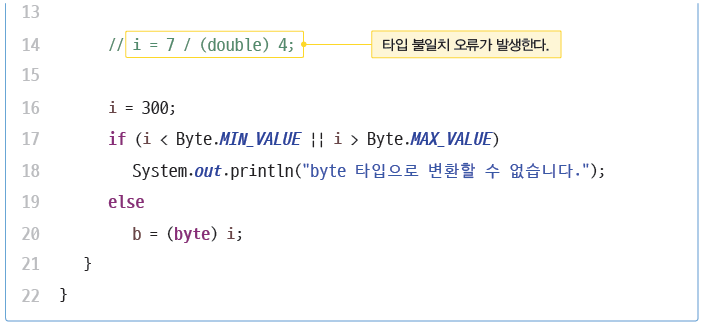 13
14 // i = 7 / (double) 4; 타입 불일치 오류가 발생한다.
15
16 i = 300;
17 if (i < Byte.MIN_VALUE || i > Byte.MAX_VALUE)
18 System.out.println("byte 타입으로 변환할 수 없습니다.");
19 else
20 b = (byte) i;
21 }
22 }